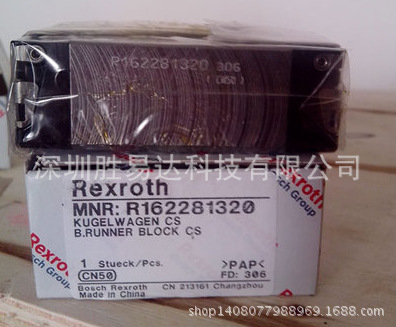 R162281320 306
(CN50)
深圳胜易达科技有限公司
Rexroth
MNR: R162281320
KUGELWAGEN CS
B.RUNNER BLOCK CS
1 Stueck/Pcs. >PAP<
CN50 FD: 306
Bosch Rexroth CN 213161 Changzhou
Made in China
Rexroth
Bosch Group
Rexroth
shop1408077988969.1688.com